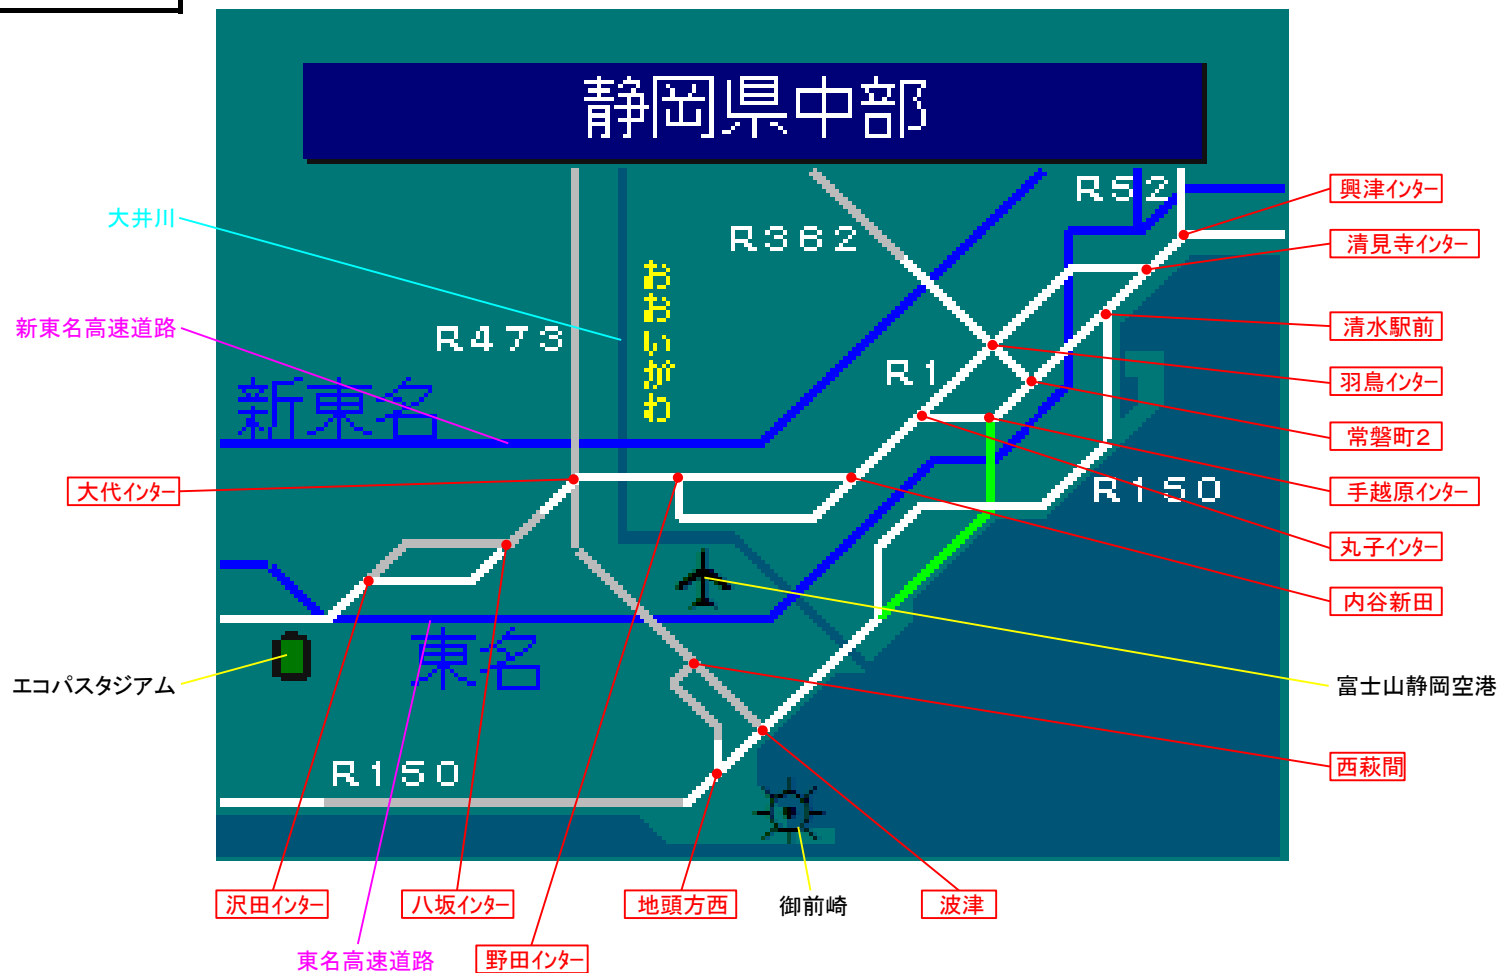 静岡県中部
R52
興津インター
大井川
R362
清見寺インター
おおいがわ
新東名高速道路
R473
清水駅前
R1
羽鳥インター
新東名
常磐町2
大代インター
R150
手越原インター
丸子インター
内谷新田
東名
エコパスタジアム
富士山静岡空港
R150
西萩間
沢田インター
八坂インター
地頭方西
御前崎
波津
東名高速道路
野田インター